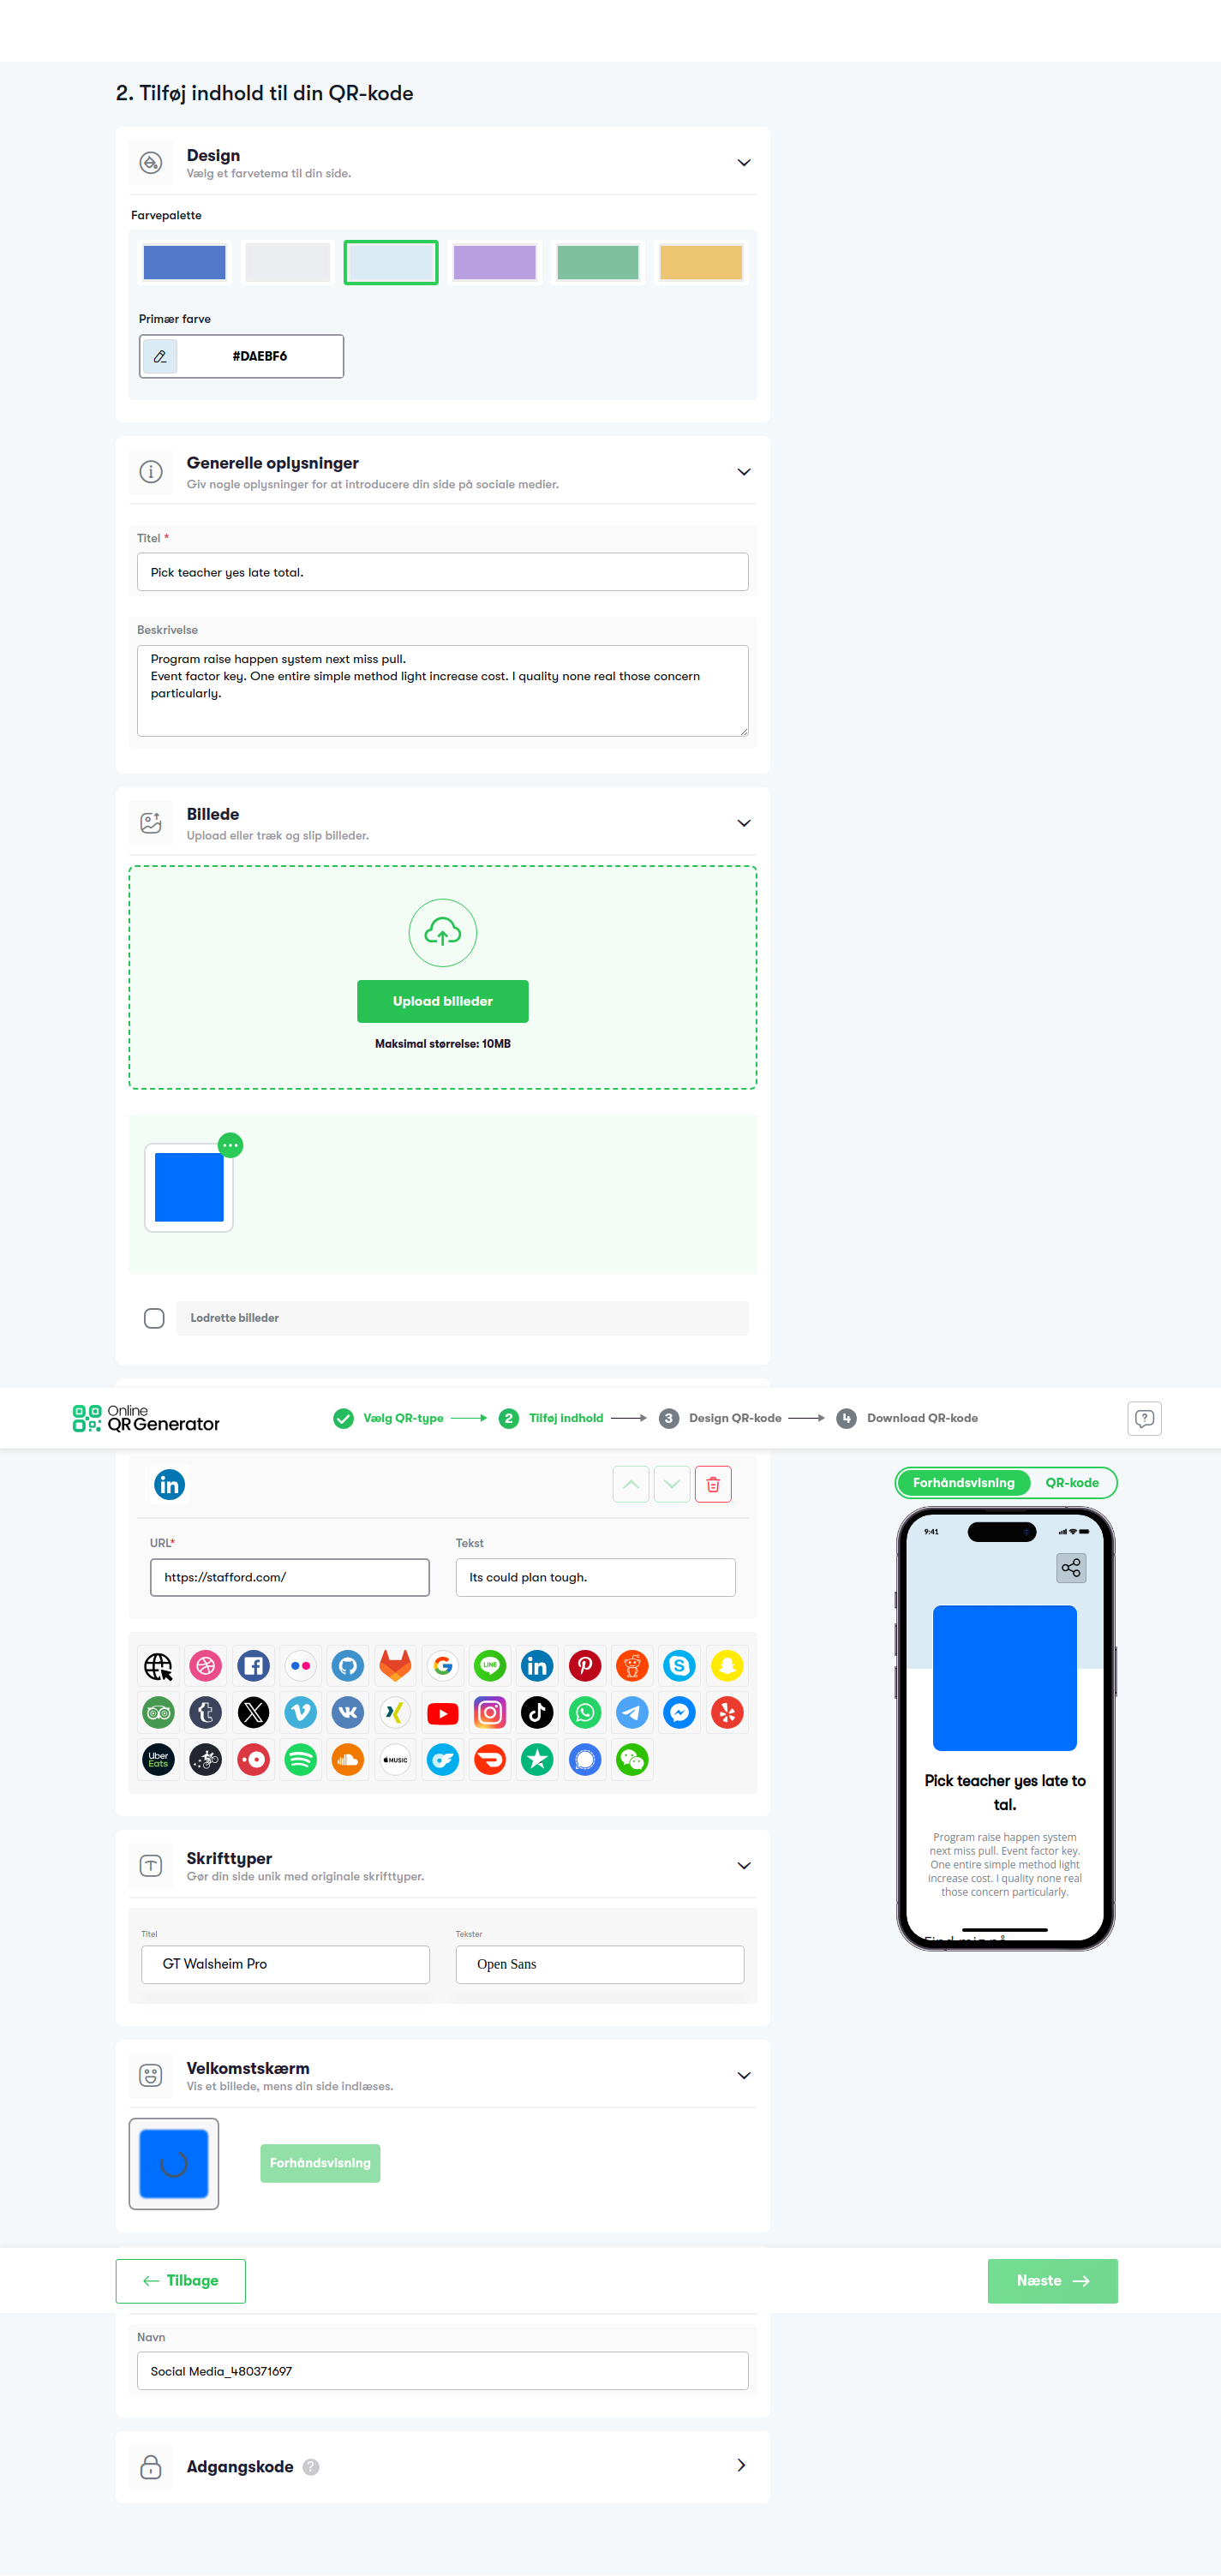 2. Tilføj indhold til din QR-kode
Design
Vælg et farvetema til din side.
Farvepalette
Primær farve
#DAEBF6
Generelle oplysninger
Giv nogle oplysninger for at introducere din side på sociale medier.
Titel *
Pick teacher yes late total.
Beskrivelse
Program raise happen system next miss pull.
Event factor key. One entire simple method light increase cost. I quality none real those concern
particularly.
Billede
Upload eller træk og slip billeder.
Upload billeder
Maksimal størrelse: 10MB
Lodrette billeder
Online
QR Generator
Vælg QR-type
2 Tilføj indhold
3 Design QR-kode
4 Download QR-kode
Forhåndsvisning
QR-kode
in
URL*
Tekst
https://stafford.com/
Its could plan tough.
LINE
Uber
Eats
MUSIC
9:41
Pick teacher yes late to
tal.
Program raise happen system
next miss pull. Event factor key.
One entire simple method light
increase cost. I quality none real
those concern particularly.
Find mig på
Skrifttyper
Gør din side unik med originale skrifttyper.
Titel
Tekster
GT Walsheim Pro
Open Sans
Velkomstskærm
Vis et billede, mens din side indlæses.
Forhåndsvisning
Tilbage
Næste
Navn
Social Media_480371697
Adgangskode ?